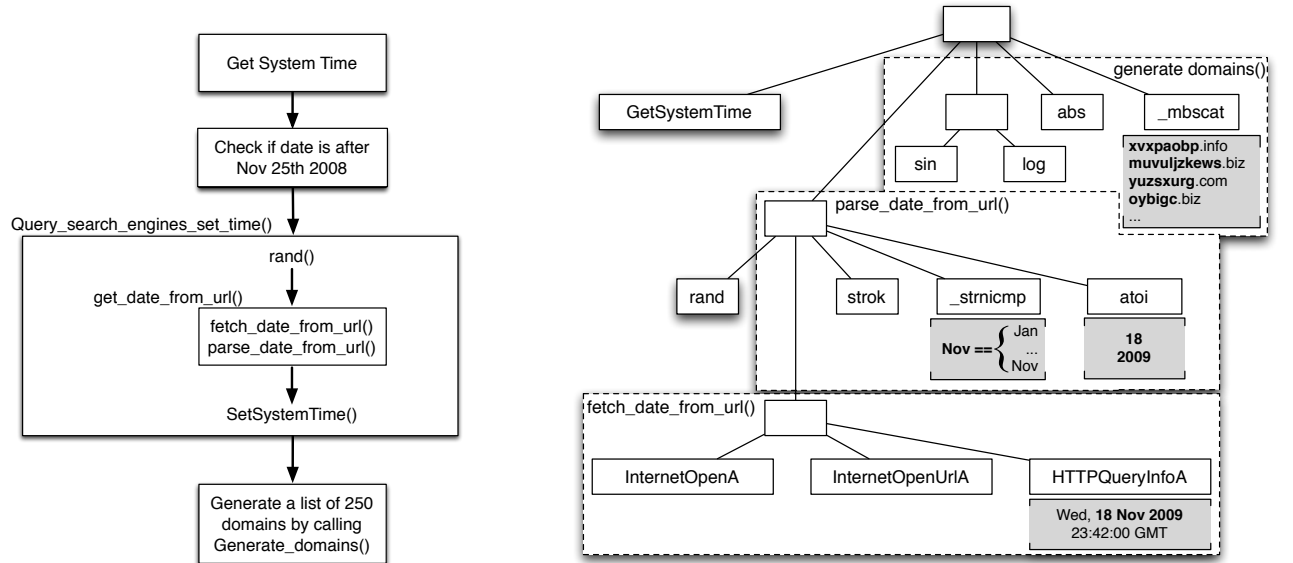 Get System Time
Check if date is after
Nov 25th 2008
Query_search_engines_set_time()
rand()
get_date_from_url()
fetch_date_from_url()
parse_date_from_url()
SetSystemTime()
Generate a list of 250
domains by calling
Generate_domains()
generate domains()
GetSystemTime
abs
_mbscat
sin
log
xvxpaobp.info
muvuljzkews.biz
yuzsxurg.com
oybigc.biz
...
parse_date_from_url()
rand
strok
_strnicmp
atoi
Nov == {
Jan
...
Nov
18
2009
fetch_date_from_url()
InternetOpenA
InternetOpenUrlA
HTTPQueryInfoA
Wed, 18 Nov 2009
23:42:00 GMT